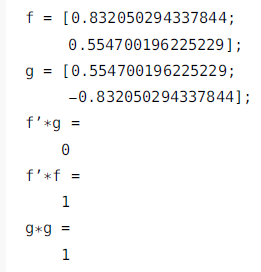 f = [0.832050294337844;
0.554700196225229];
g = [0.554700196225229;
−0.832050294337844];
f’*g =
0
f’*f =
1
g*g =
1